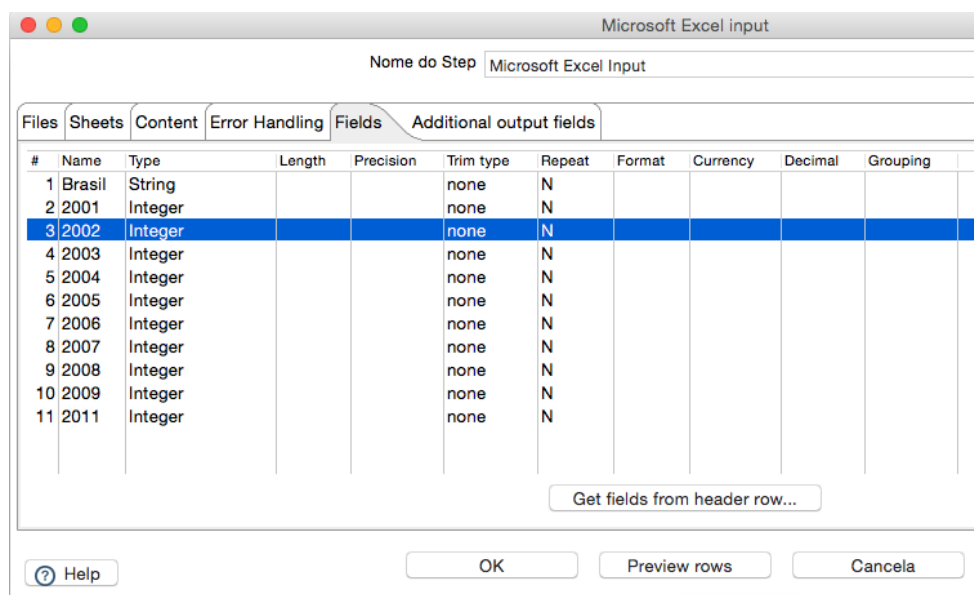 Microsoft Excel input
Nome do Step Microsoft Excel Input
Files Sheets Content Error Handling Fields Additional output fields
# Name Type Length Precision Trim type Repeat Format Currency Decimal Grouping
1 Brasil String none N
2 2001 Integer none N
3 2002 Integer none N
4 2003 Integer none N
5 2004 Integer none N
6 2005 Integer none N
7 2006 Integer none N
8 2007 Integer none N
9 2008 Integer none N
10 2009 Integer none N
11 2011 Integer none N
Get fields from header row...
? Help OK Preview rows Cancela